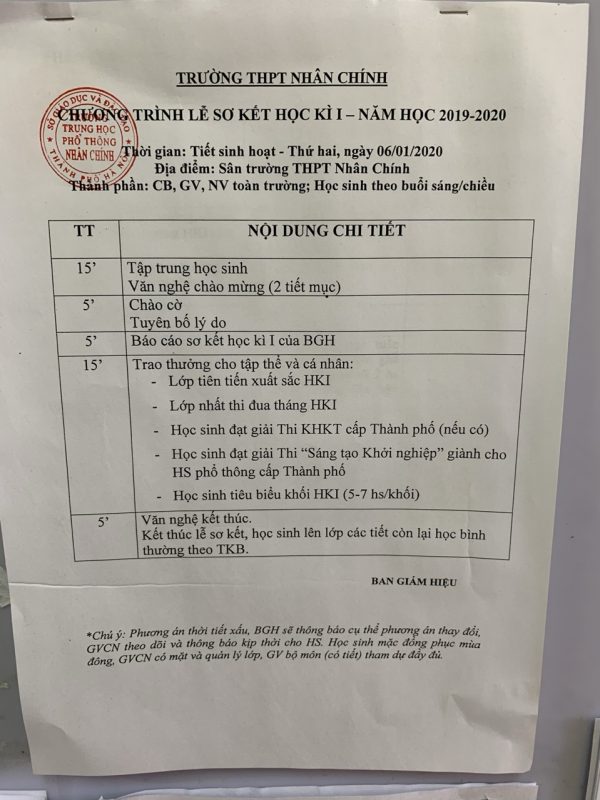 TRƯỜNG THPT NHÂN CHÍNH
CHƯƠNG TRÌNH LỄ SƠ KẾT HỌC KÌ I – NĂM HỌC 2019-2020
SỞ GIÁO DỤC VÀ ĐÀO TẠO
TRƯỜNG
TRUNG HỌC
PHỔ THÔNG
NHÂN CHÍNH
THÀNH PHỐ HÀ NỘI
Thời gian: Tiết sinh hoạt - Thứ hai, ngày 06/01/2020
Địa điểm: Sân trường THPT Nhân Chính
Thành phần: CB, GV, NV toàn trường; Học sinh theo buổi sáng/chiều
TT NỘI DUNG CHI TIẾT
15’ Tập trung học sinh
Văn nghệ chào mừng (2 tiết mục)
5’ Chào cờ
Tuyên bố lý do
5’ Báo cáo sơ kết học kì I của BGH
15’ Trao thưởng cho tập thể và cá nhân:
- Lớp tiên tiến xuất sắc HKI
- Lớp nhất thi đua tháng HKI
- Học sinh đạt giải Thi KHKT cấp Thành phố (nếu có)
- Học sinh đạt giải Thi “Sáng tạo Khởi nghiệp” giành cho
HS phổ thông cấp Thành phố
- Học sinh tiêu biểu khối HKI (5-7 hs/khối)
5’ Văn nghệ kết thúc.
Kết thúc lễ sơ kết, học sinh lên lớp các tiết còn lại học bình
thường theo TKB.
BAN GIÁM HIỆU
*Chú ý: Phương án thời tiết xấu, BGH sẽ thông báo cụ thể phương án thay đổi,
GVCN theo dõi và thông báo kịp thời cho HS. Học sinh mặc đồng phục mùa
đông, GVCN có mặt và quản lý lớp, GV bộ môn (có tiết) tham dự đầy đủ.